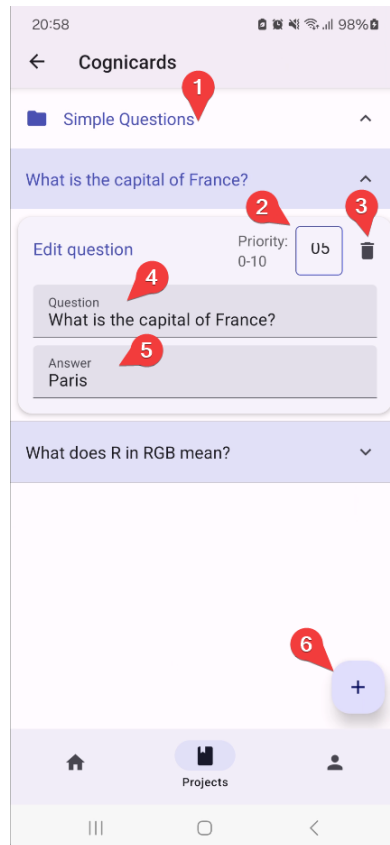 20:58
98%
Cognicards
1
Simple Questions
What is the capital of France?
2
3
Edit question
Priority:
0-10
05
4
Question
What is the capital of France?
5
Answer
Paris
What does R in RGB mean?
6
+
Projects